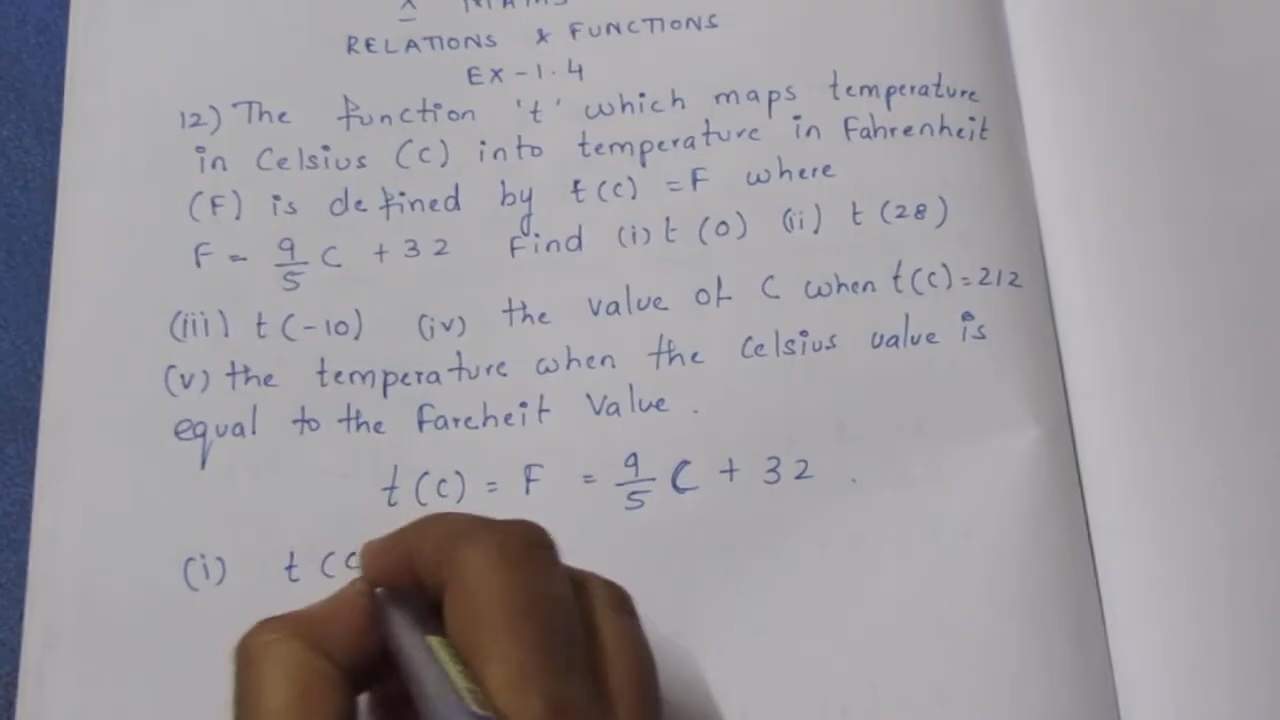 RELATIONS & FUNCTIONS
EX-1.4
12) The function 't' which maps temperature
in Celsius (C) into temperature in Fahrenheit
(F) is defined by t(c) = F where
F = 9/5 C + 32 Find (i) t (0) (ii) t (28)
(iii) t (-10) (iv) the value of C when t(c) = 212
(v) the temperature when the Celsius value is
equal to the Farcheit Value.
t(c) = F = 9/5 C + 32.
(i) t (